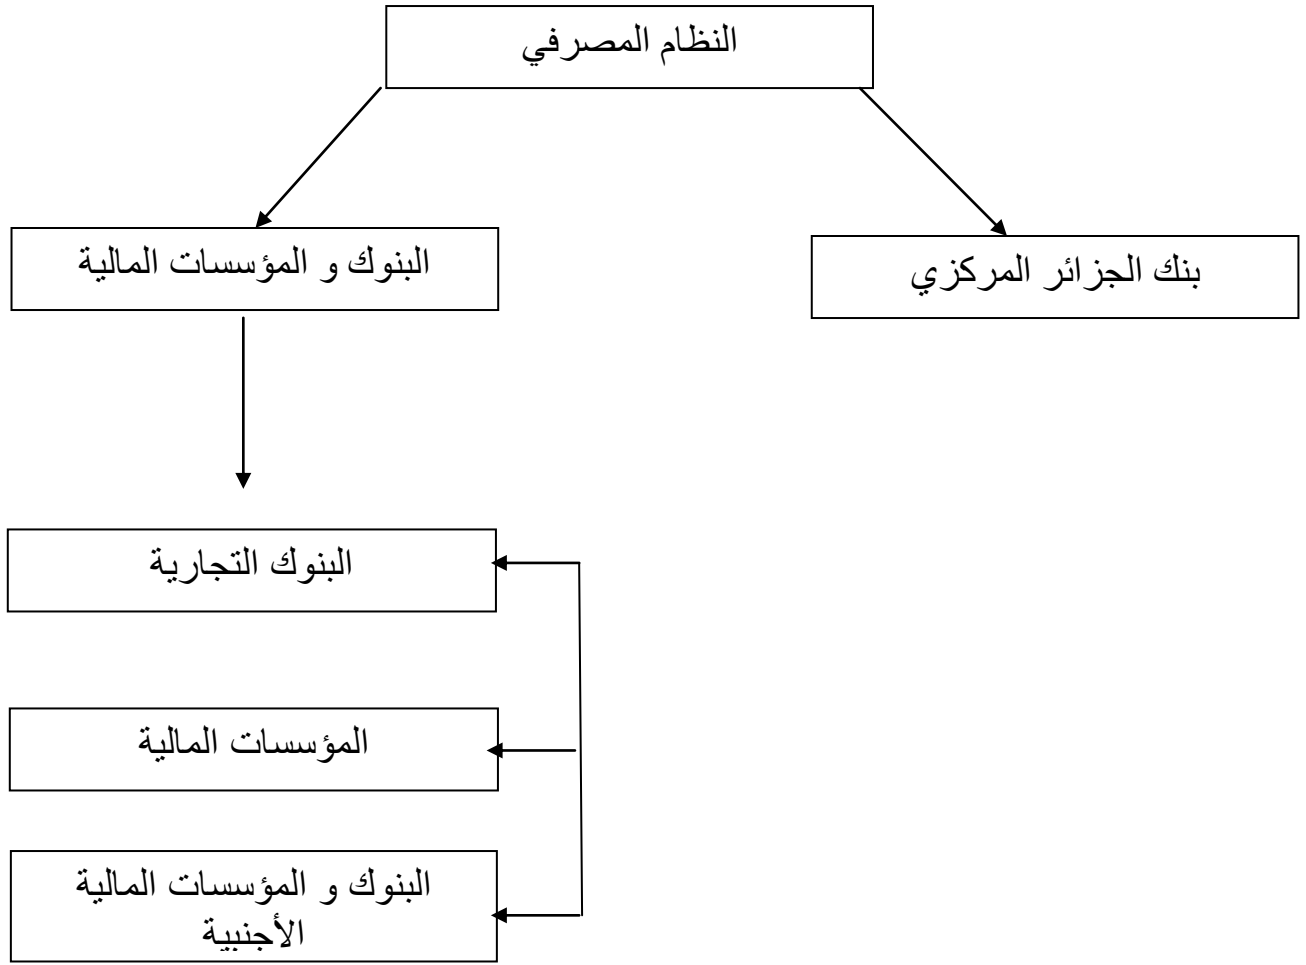 النظام المصرفي
بنك الجزائر المركزي
البنوك و المؤسسات المالية
البنوك التجارية
المؤسسات المالية
البنوك و المؤسسات المالية
الأجنبية